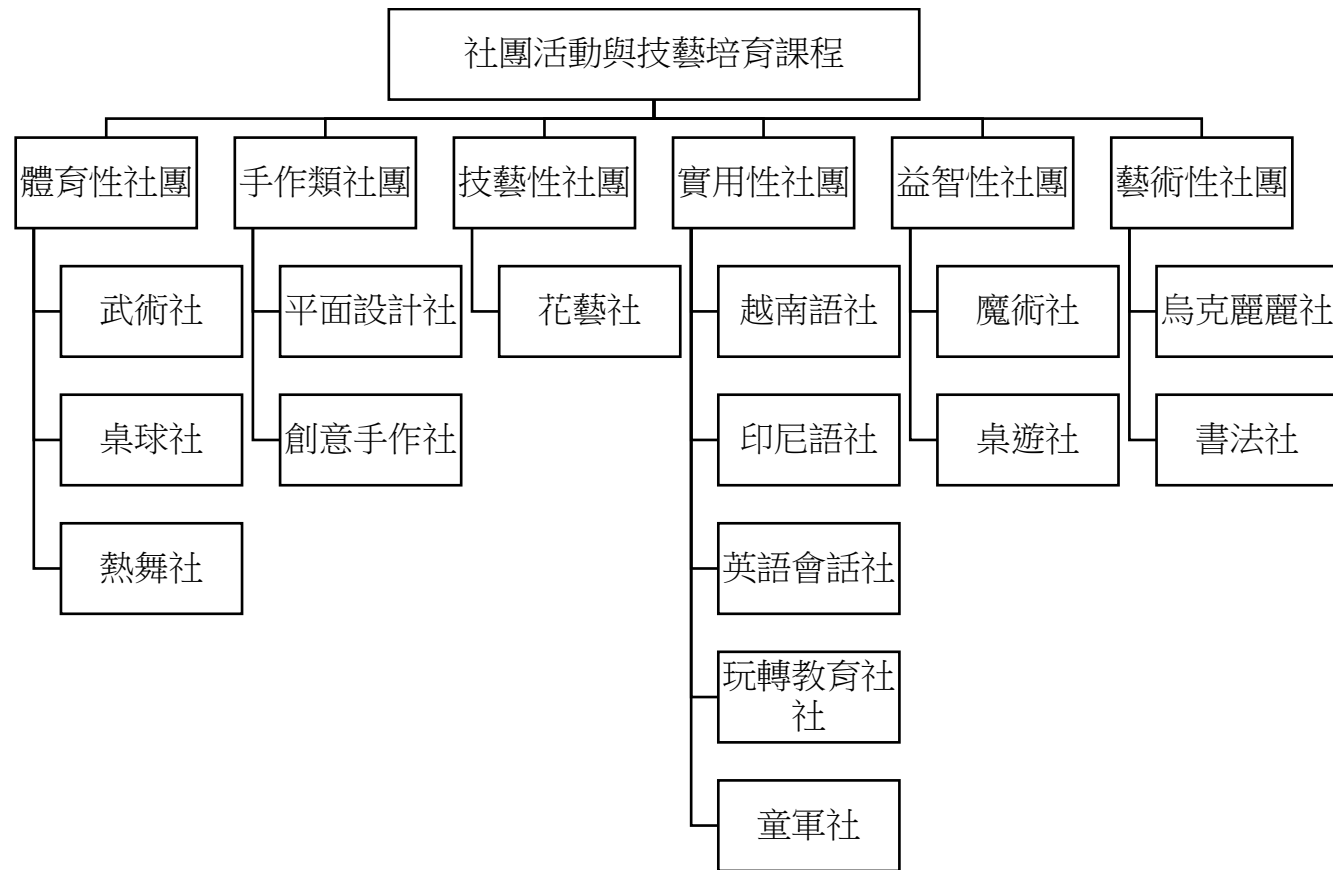 社團活動與技藝培育課程
體育性社團
手作類社團
技藝性社團
實用性社團
益智性社團
藝術性社團
武術社
平面設計社
花藝社
越南語社
魔術社
烏克麗麗社
桌球社
創意手作社
印尼語社
桌遊社
書法社
熱舞社
英語會話社
玩轉教育社
社
童軍社